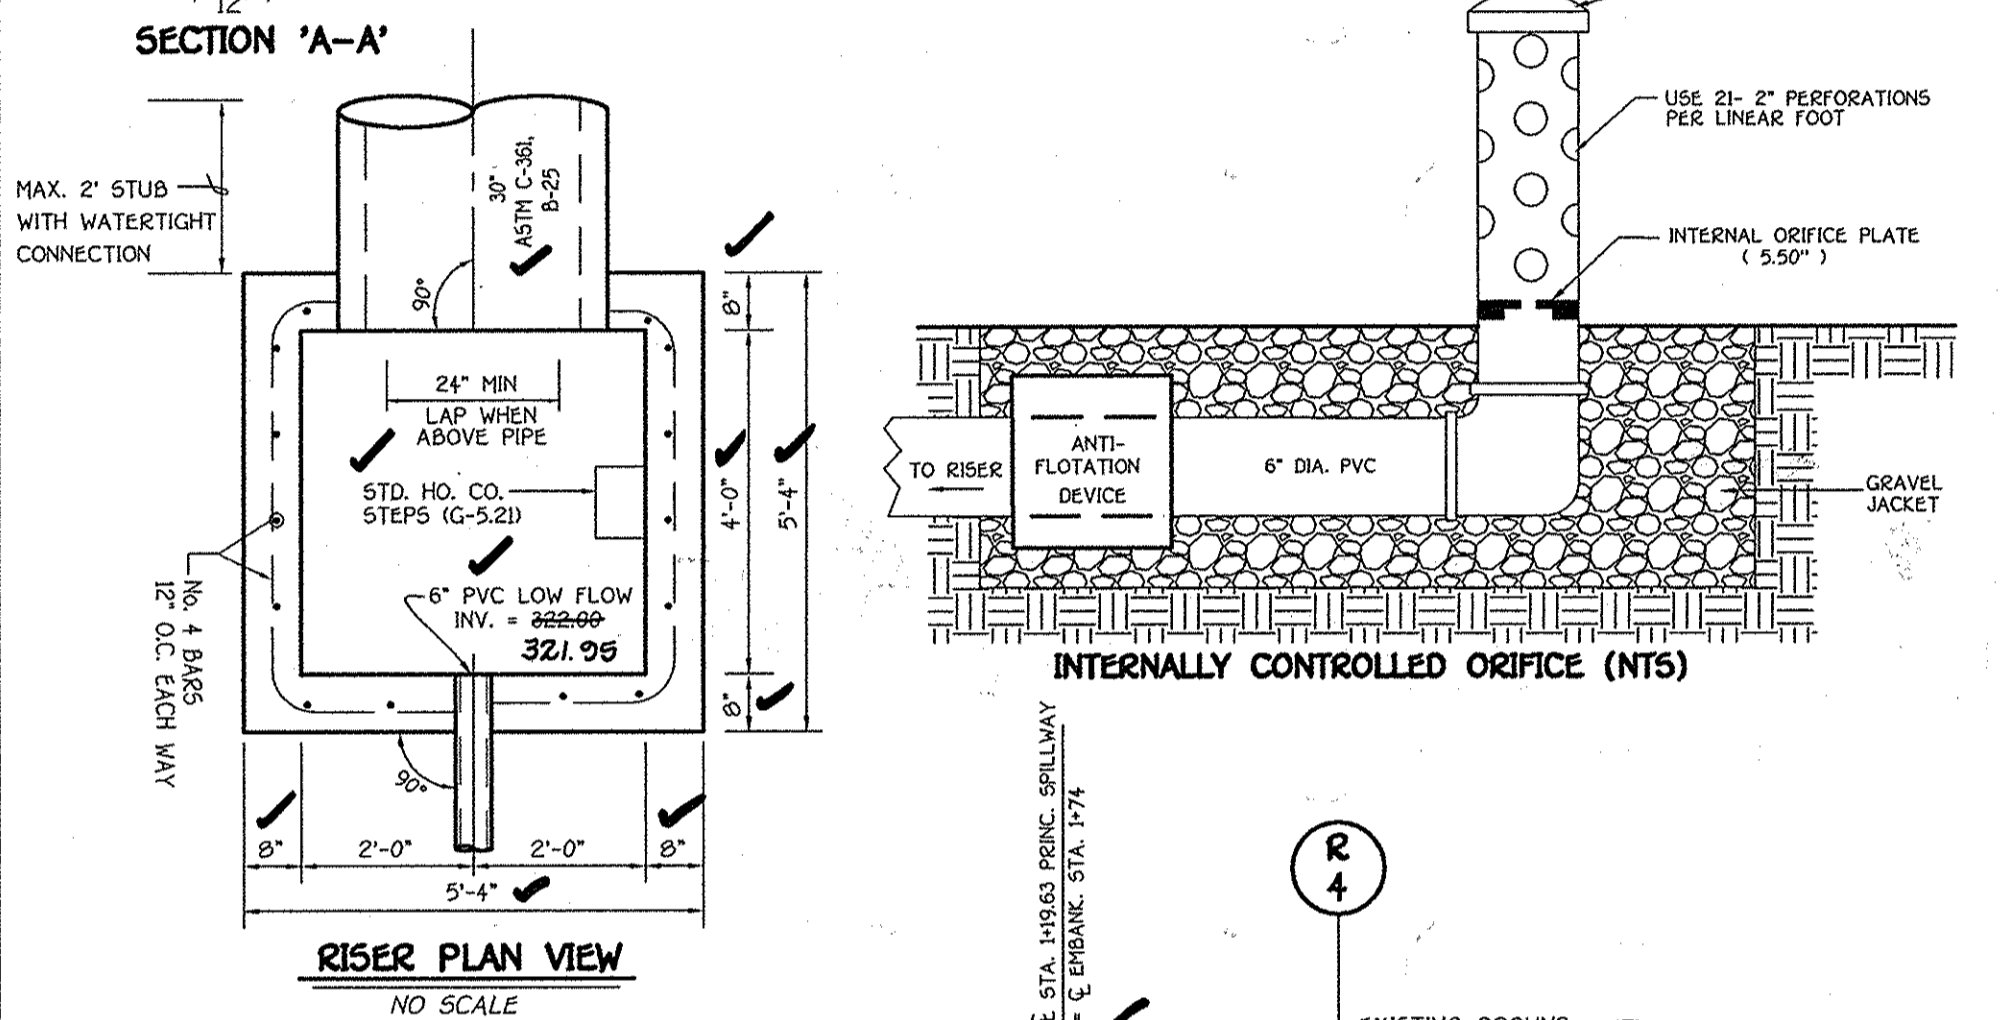 12
SECTION 'A-A'
MAX. 2' STUB
WITH WATERTIGHT
CONNECTION
30"
ASTM C-361,
B-25
90°
8"
24" MIN
LAP WHEN
ABOVE PIPE
STD. HO. CO.
STEPS (G-5.21)
4'-0"
5'-4"
6" PVC LOW FLOW
INV. = 322.00
321.95
8"
No. 4 BARS
12" O.C. EACH WAY
90°
8"
2'-0"
2'-0"
8"
5'-4"
RISER PLAN VIEW
NO SCALE
USE 21- 2" PERFORATIONS
PER LINEAR FOOT
INTERNAL ORIFICE PLATE
( 5.50" )
TO RISER
ANTI-
FLOTATION
DEVICE
6" DIA. PVC
GRAVEL
JACKET
INTERNALLY CONTROLLED ORIFICE (NTS)
STA. 1+19.63 PRINC. SPILLWAY
= ℄ EMBANK. STA. 1+74
R
4